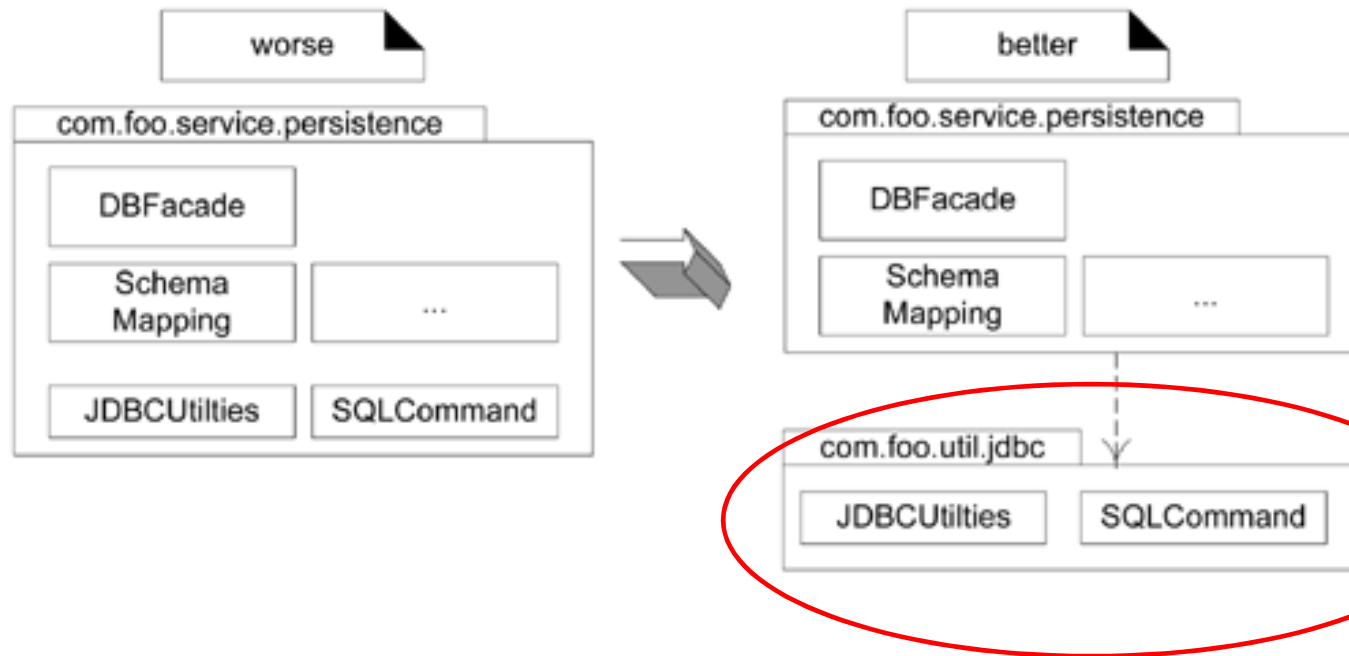 worse
com.foo.service.persistence
DBFacade
Schema
Mapping
...
JDBCUtilties
SQLCommand
better
com.foo.service.persistence
DBFacade
Schema
Mapping
...
com.foo.util.jdbc
JDBCUtilties
SQLCommand